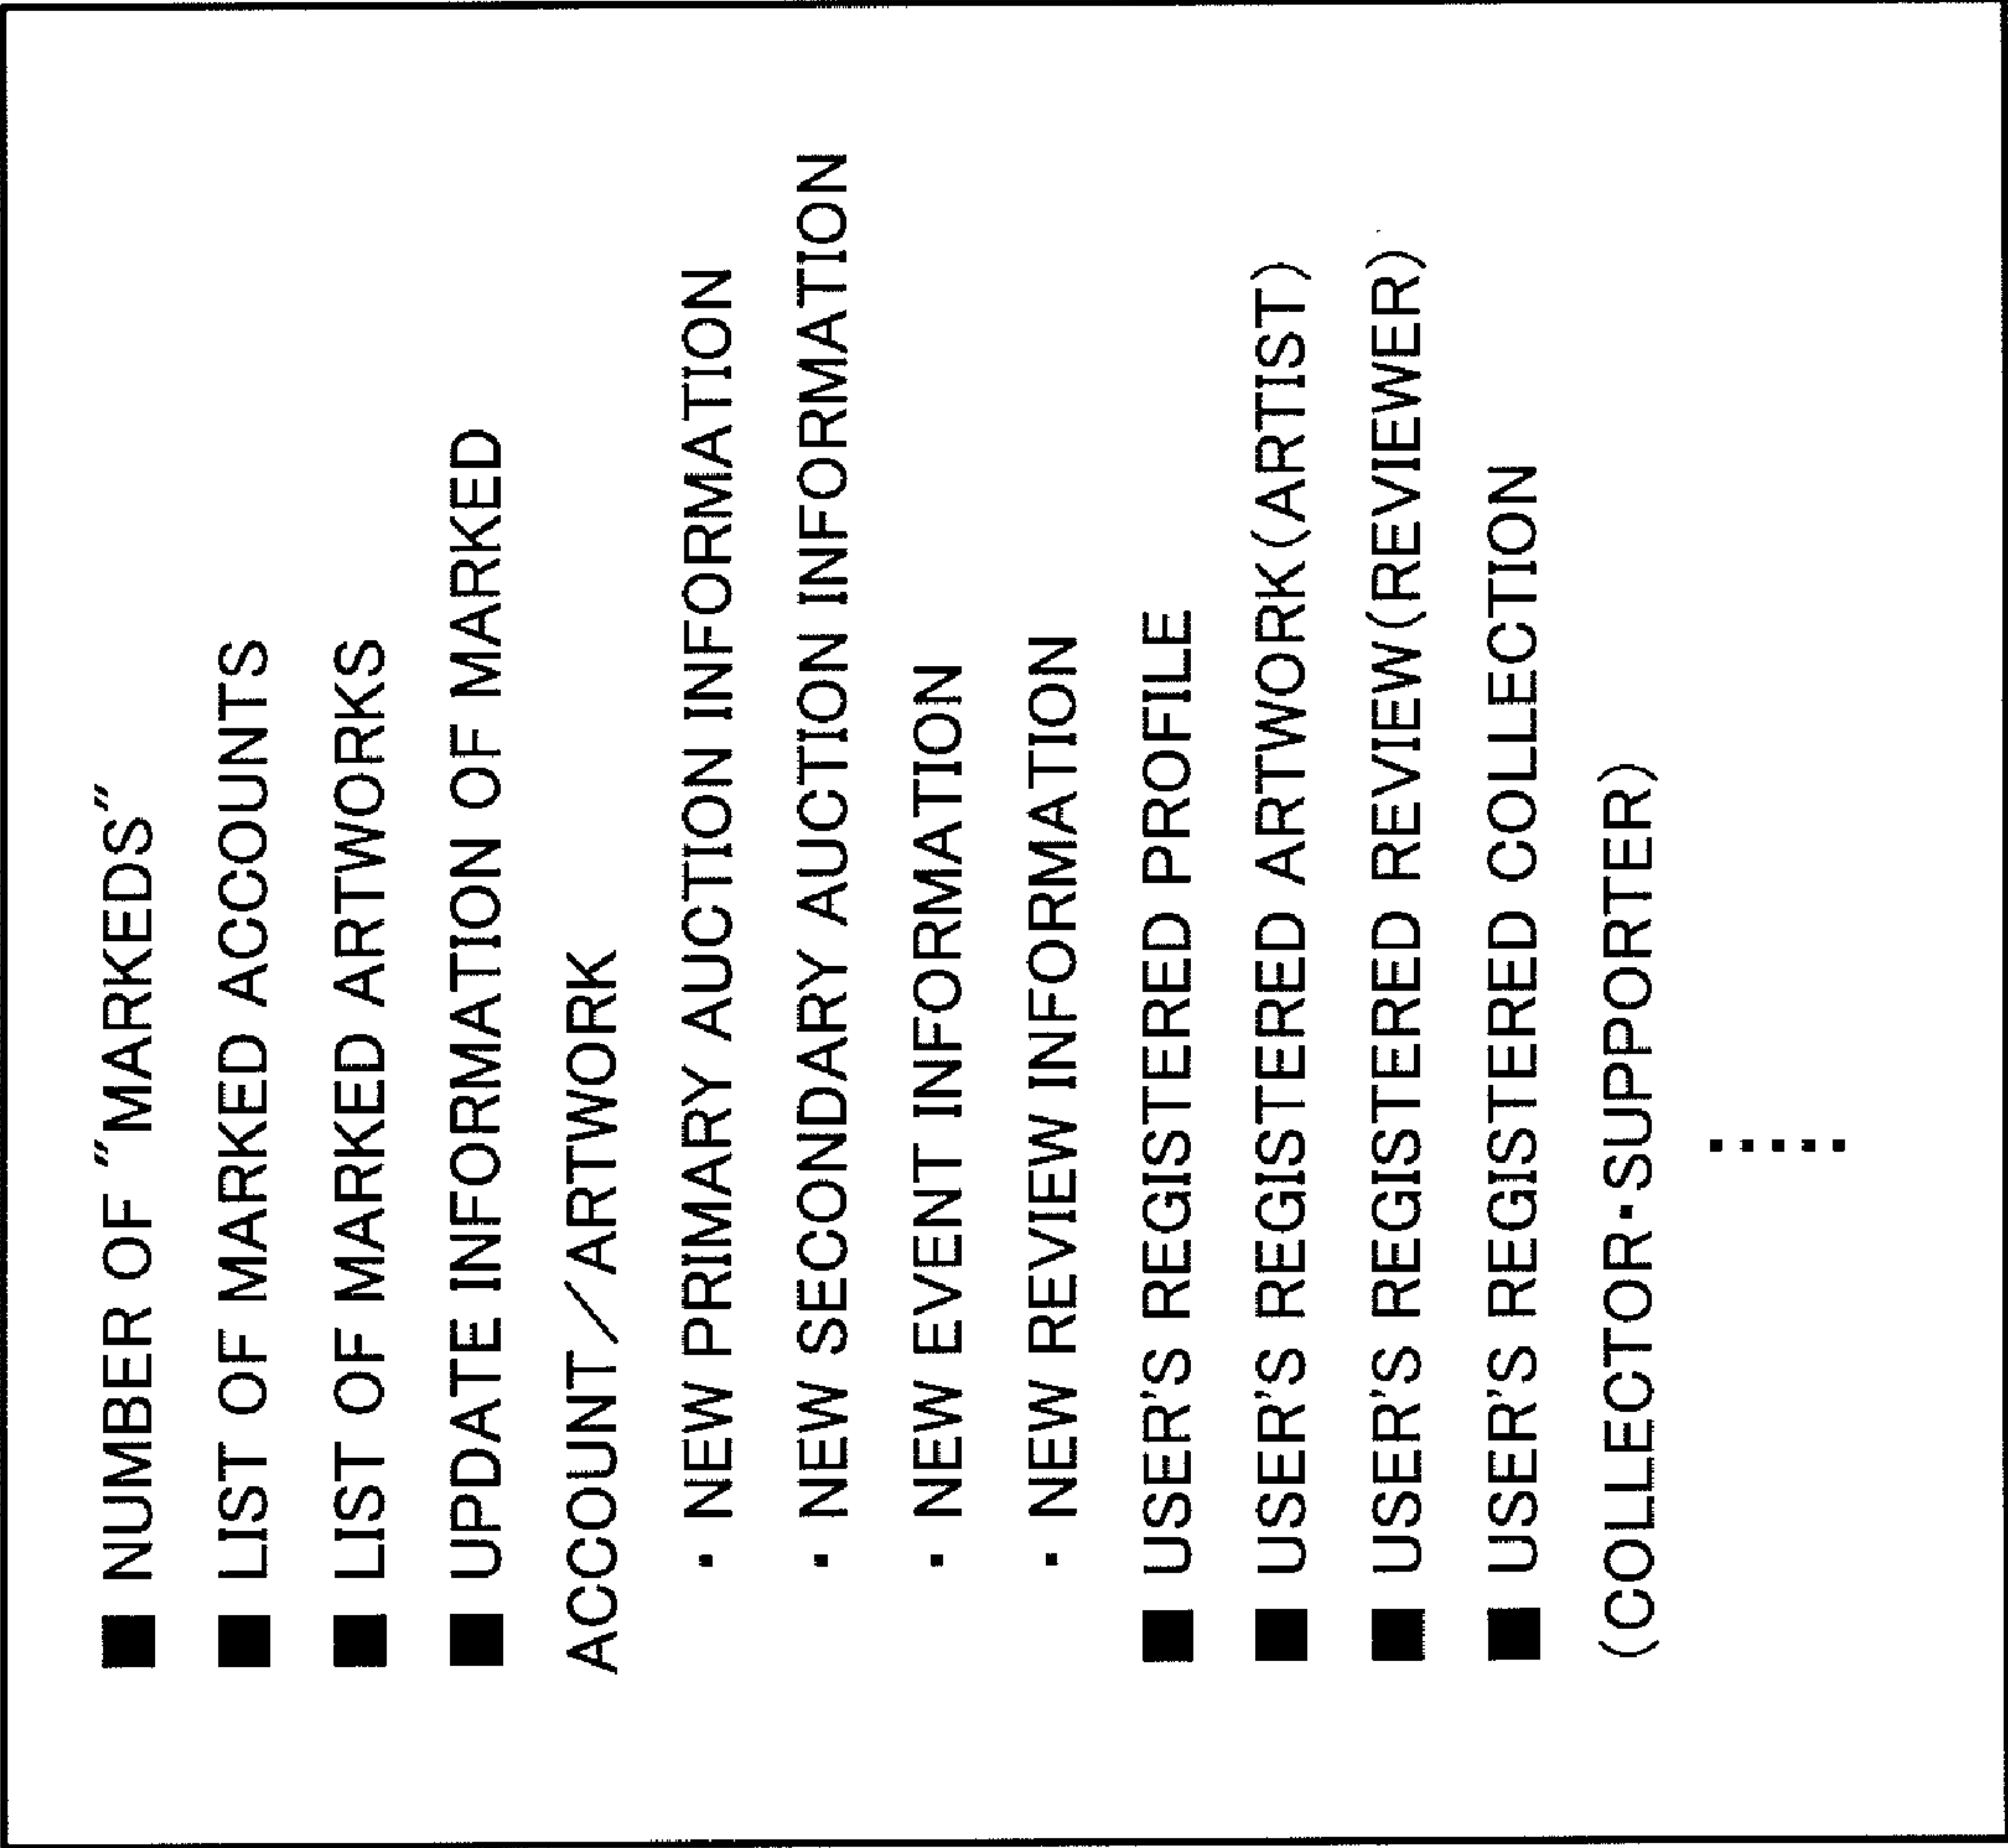 ■ NUMBER OF "MARKEDS"
■ LIST OF MARKED ACCOUNTS
■ LIST OF MARKED ARTWORKS
■ UPDATE INFORMATION OF MARKED
ACCOUNT/ARTWORK
・ NEW PRIMARY AUCTION INFORMATION
・ NEW SECONDARY AUCTION INFORMATION
・ NEW EVENT INFORMATION
・ NEW REVIEW INFORMATION
■ USER'S REGISTERED PROFILE
■ USER'S REGISTERED ARTWORK(ARTIST)
■ USER'S REGISTERED REVIEW(REVIEWER)
■ USER'S REGISTERED COLLECTION
(COLLECTOR・SUPPORTER)